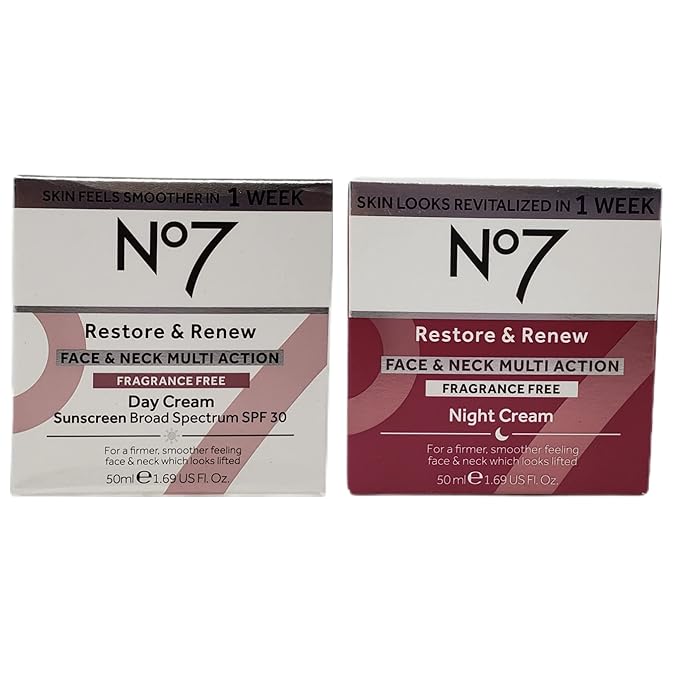 SKIN FEELS SMOOTHER IN 1 WEEK
Nº7
Restore & Renew
FACE & NECK MULTI ACTION
FRAGRANCE FREE
Day Cream
Sunscreen Broad Spectrum SPF 30
For a firmer, smoother feeling
face & neck which looks lifted
50ml ℮ 1.69 US Fl. Oz.
SKIN LOOKS REVITALIZED IN 1 WEEK
Nº7
Restore & Renew
FACE & NECK MULTI ACTION
FRAGRANCE FREE
Night Cream
For a firmer, smoother feeling
face & neck which looks lifted
50 ml ℮ 1.69 US Fl. Oz.